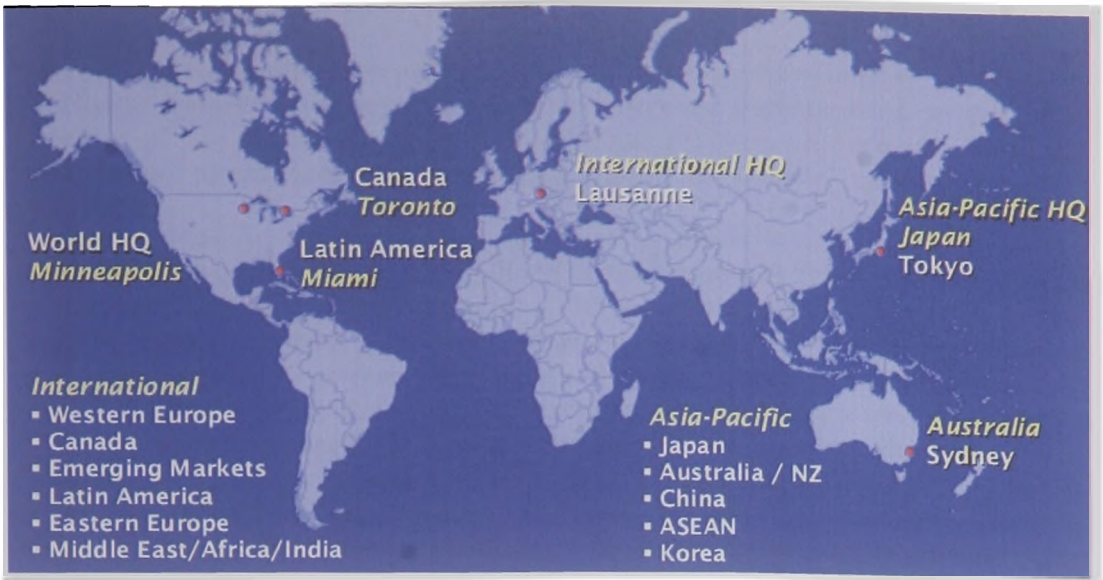 International HQ
Lausanne
Canada
Toronto
Asia-Pacific HQ
Japan
Tokyo
World HQ
Minneapolis
Latin America
Miami
International
▪ Western Europe
▪ Canada
▪ Emerging Markets
▪ Latin America
▪ Eastern Europe
▪ Middle East/Africa/India
Asia-Pacific
▪ Japan
▪ Australia / NZ
▪ China
▪ ASEAN
▪ Korea
Australia
Sydney